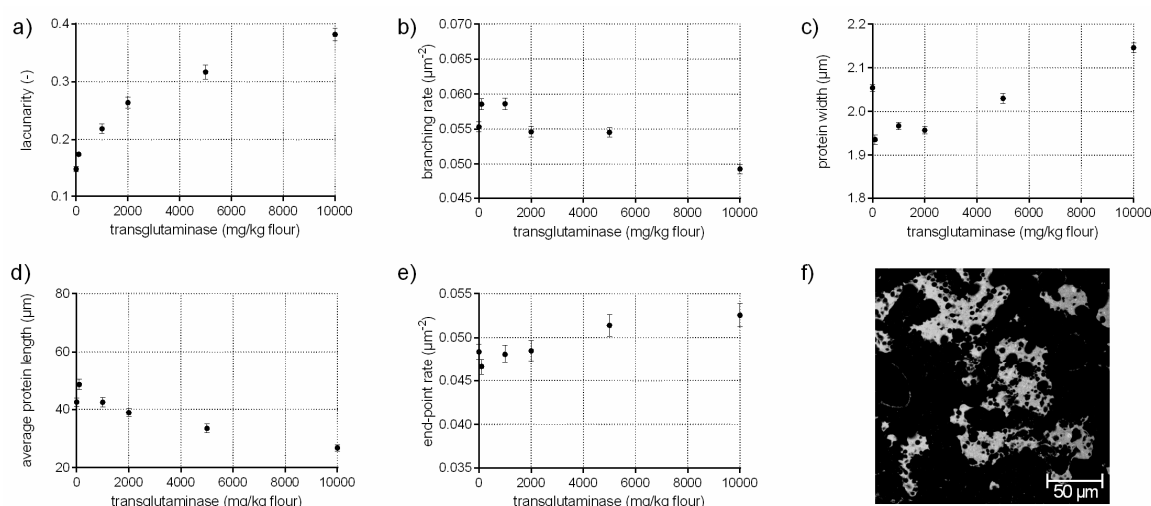 a)
0.4
0.3
0.2
0.1
lacunarity (-)
0 2000 4000 6000 8000 10000
transglutaminase (mg/kg flour)
b)
0.070
0.065
0.060
0.055
0.050
0.045
branching rate (µm-2)
0 2000 4000 6000 8000 10000
transglutaminase (mg/kg flour)
c)
2.2
2.1
2.0
1.9
1.8
protein width (µm)
0 2000 4000 6000 8000 10000
transglutaminase (mg/kg flour)
d)
80
60
40
20
average protein length (µm)
0 2000 4000 6000 8000 10000
transglutaminase (mg/kg flour)
e)
0.055
0.050
0.045
0.040
0.035
end-point rate (µm-2)
0 2000 4000 6000 8000 10000
transglutaminase (mg/kg flour)
f)
50 µm